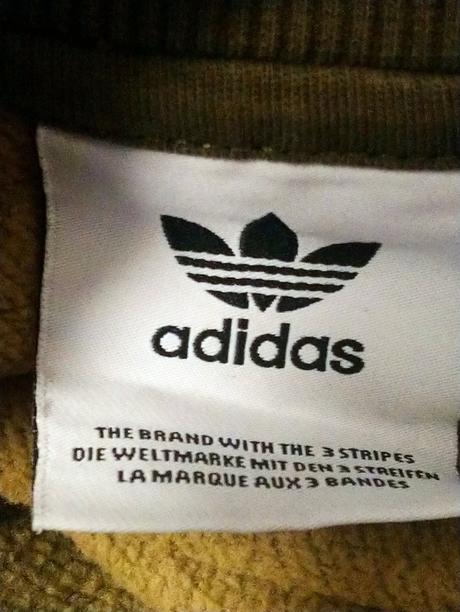 adidas
THE BRAND WITH THE 3 STRIPES
DIE WELTMARKE MIT DEN 3 STREIFEN
LA MARQUE AUX 3 BANDES